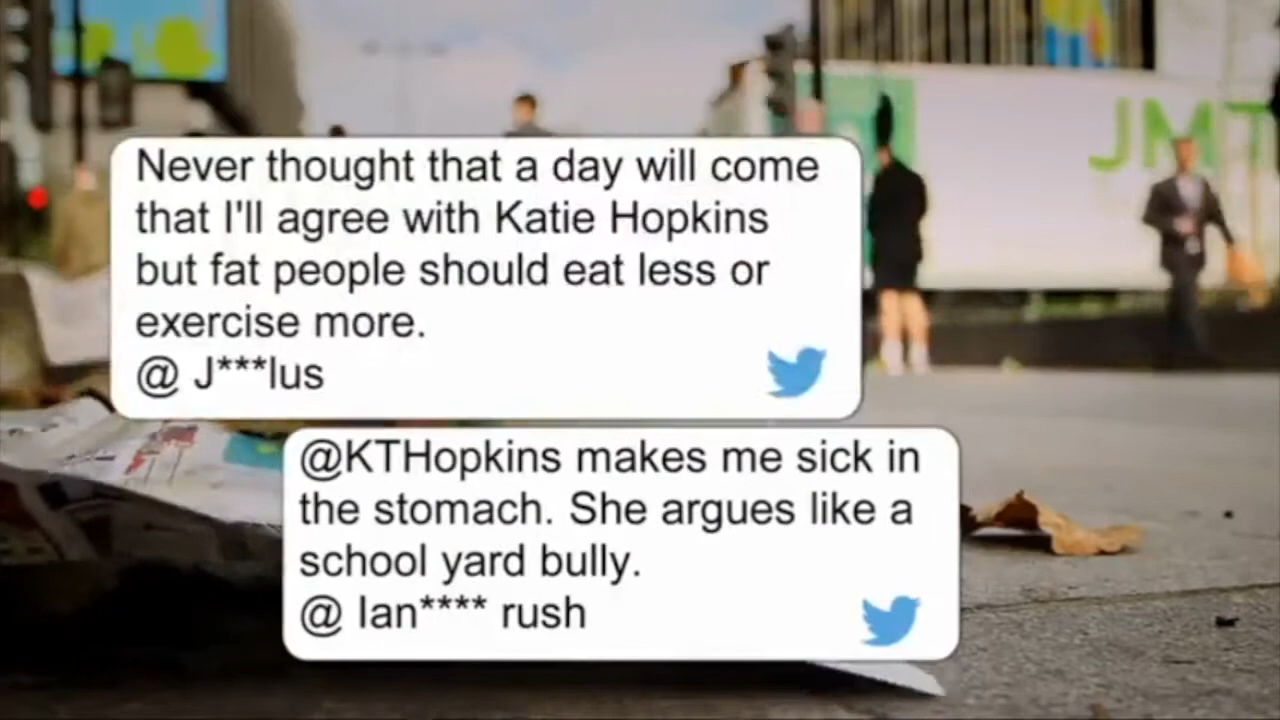 JMT
Never thought that a day will come
that I'll agree with Katie Hopkins
but fat people should eat less or
exercise more.
@ J***lus
@KTHopkins makes me sick in
the stomach. She argues like a
school yard bully.
@ Ian**** rush